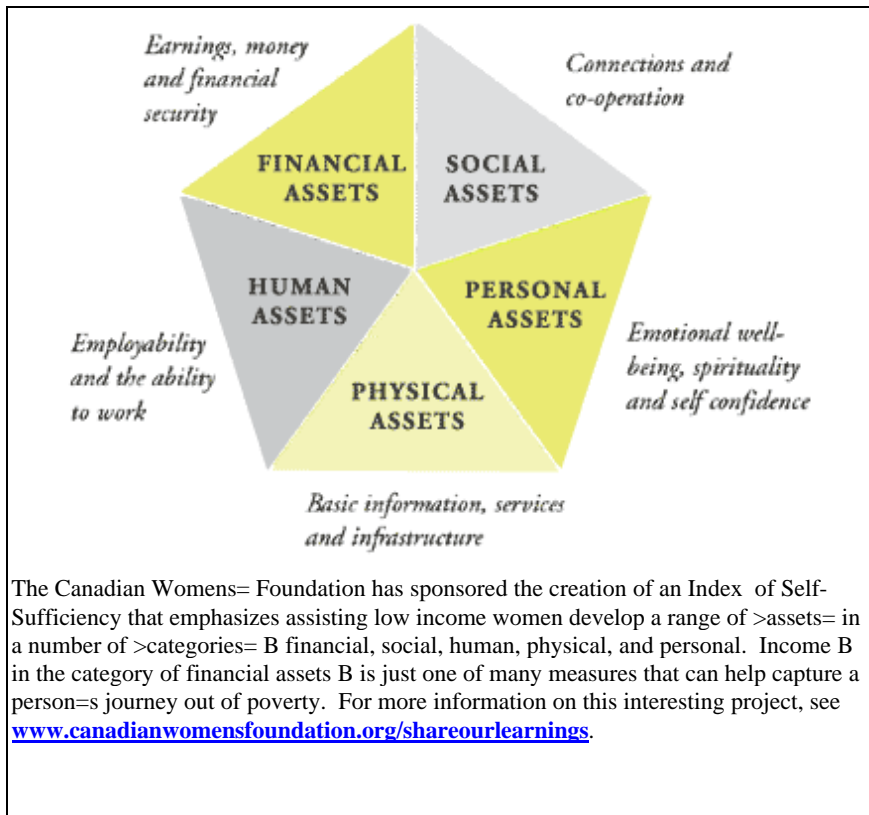 Earnings, money
and financial
security
Connections and
co-operation
FINANCIAL
ASSETS
SOCIAL
ASSETS
HUMAN
ASSETS
PERSONAL
ASSETS
Employability
and the ability
to work
PHYSICAL
ASSETS
Emotional well-
being, spirituality
and self confidence
Basic information, services
and infrastructure
The Canadian Womens= Foundation has sponsored the creation of an Index of Self-
Sufficiency that emphasizes assisting low income women develop a range of >assets= in
a number of >categories= B financial, social, human, physical, and personal. Income B
in the category of financial assets B is just one of many measures that can help capture a
person=s journey out of poverty. For more information on this interesting project, see
www.canadianwomensfoundation.org/shareourlearnings.